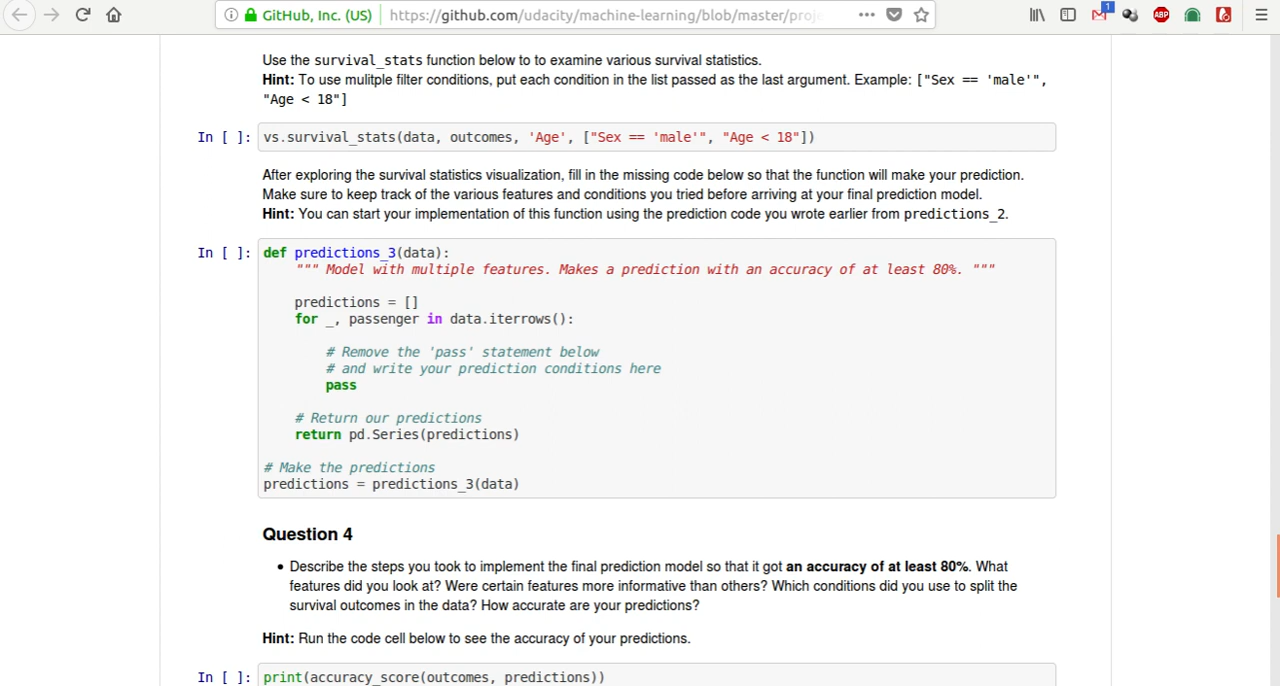 GitHub, Inc. (US) https://github.com/udacity/machine-learning/blob/master/proj
1
ABP
Use the survival_stats function below to to examine various survival statistics.
Hint: To use mulitple filter conditions, put each condition in the list passed as the last argument. Example: ["Sex == 'male'",
"Age < 18"]
In [ ]: vs.survival_stats(data, outcomes, 'Age', ["Sex == 'male'", "Age < 18"])
After exploring the survival statistics visualization, fill in the missing code below so that the function will make your prediction.
Make sure to keep track of the various features and conditions you tried before arriving at your final prediction model.
Hint: You can start your implementation of this function using the prediction code you wrote earlier from predictions_2.
In [ ]: def predictions_3(data):
""" Model with multiple features. Makes a prediction with an accuracy of at least 80%. """
predictions = []
for _, passenger in data.iterrows():
# Remove the 'pass' statement below
# and write your prediction conditions here
pass
# Return our predictions
return pd.Series(predictions)
# Make the predictions
predictions = predictions_3(data)
Question 4
• Describe the steps you took to implement the final prediction model so that it got an accuracy of at least 80%. What
features did you look at? Were certain features more informative than others? Which conditions did you use to split the
survival outcomes in the data? How accurate are your predictions?
Hint: Run the code cell below to see the accuracy of your predictions.
In [ ]: print(accuracy_score(outcomes, predictions))